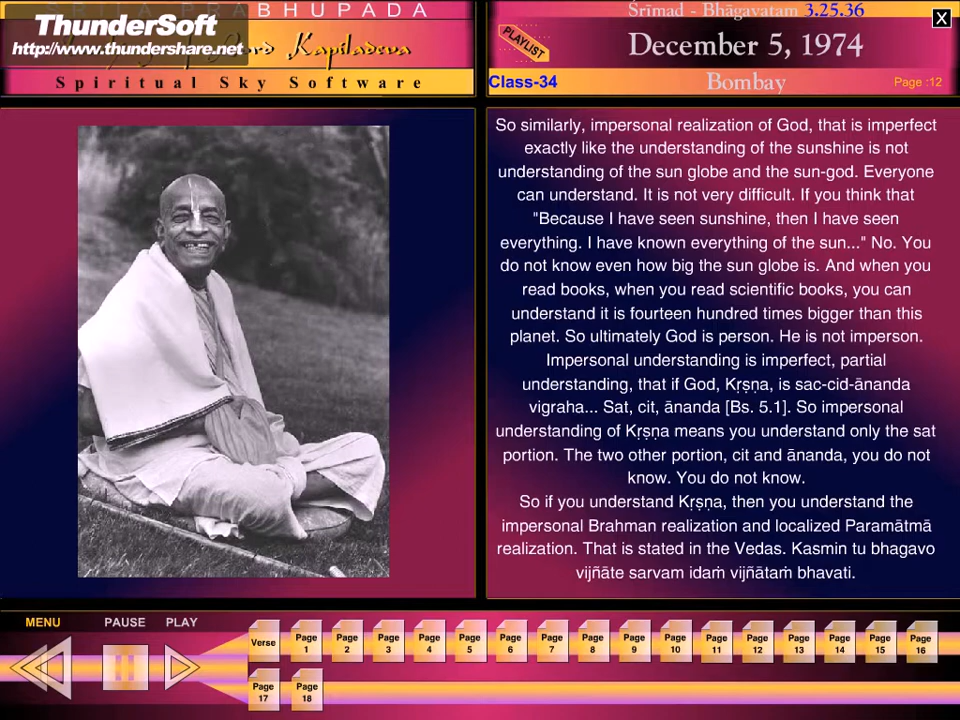 SRILA PRABHUPADA
ThunderSoft
http://www.thundershare.net
Lord Kapiladeva
Spiritual Sky Software
Śrīmad - Bhāgavatam 3.25.36
X
PLAYLIST
December 5, 1974
Class-34
Bombay
Page :12
So similarly, impersonal realization of God, that is imperfect
exactly like the understanding of the sunshine is not
understanding of the sun globe and the sun-god. Everyone
can understand. It is not very difficult. If you think that
"Because I have seen sunshine, then I have seen
everything. I have known everything of the sun..." No. You
do not know even how big the sun globe is. And when you
read books, when you read scientific books, you can
understand it is fourteen hundred times bigger than this
planet. So ultimately God is person. He is not imperson.
Impersonal understanding is imperfect, partial
understanding, that if God, Kṛṣṇa, is sac-cid-ānanda
vigraha... Sat, cit, ānanda [Bs. 5.1]. So impersonal
understanding of Kṛṣṇa means you understand only the sat
portion. The two other portion, cit and ānanda, you do not
know. You do not know.
So if you understand Kṛṣṇa, then you understand the
impersonal Brahman realization and localized Paramātmā
realization. That is stated in the Vedas. Kasmin tu bhagavo
vijñāte sarvam idaṁ vijñātaṁ bhavati.
MENU
PAUSE
PLAY
Verse
Page 1
Page 2
Page 3
Page 4
Page 5
Page 6
Page 7
Page 8
Page 9
Page 10
Page 11
Page 12
Page 13
Page 14
Page 15
Page 16
Page 17
Page 18